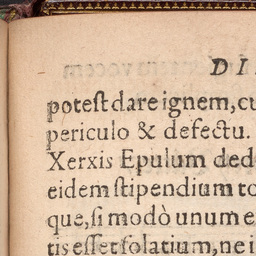 DI
poteſt dare ignem, cu
periculo & defectu.
Xerxis Epulum ded
eidem ſtipendium to
que, ſi modò unum e
tis eſſet ſolatium, ne i